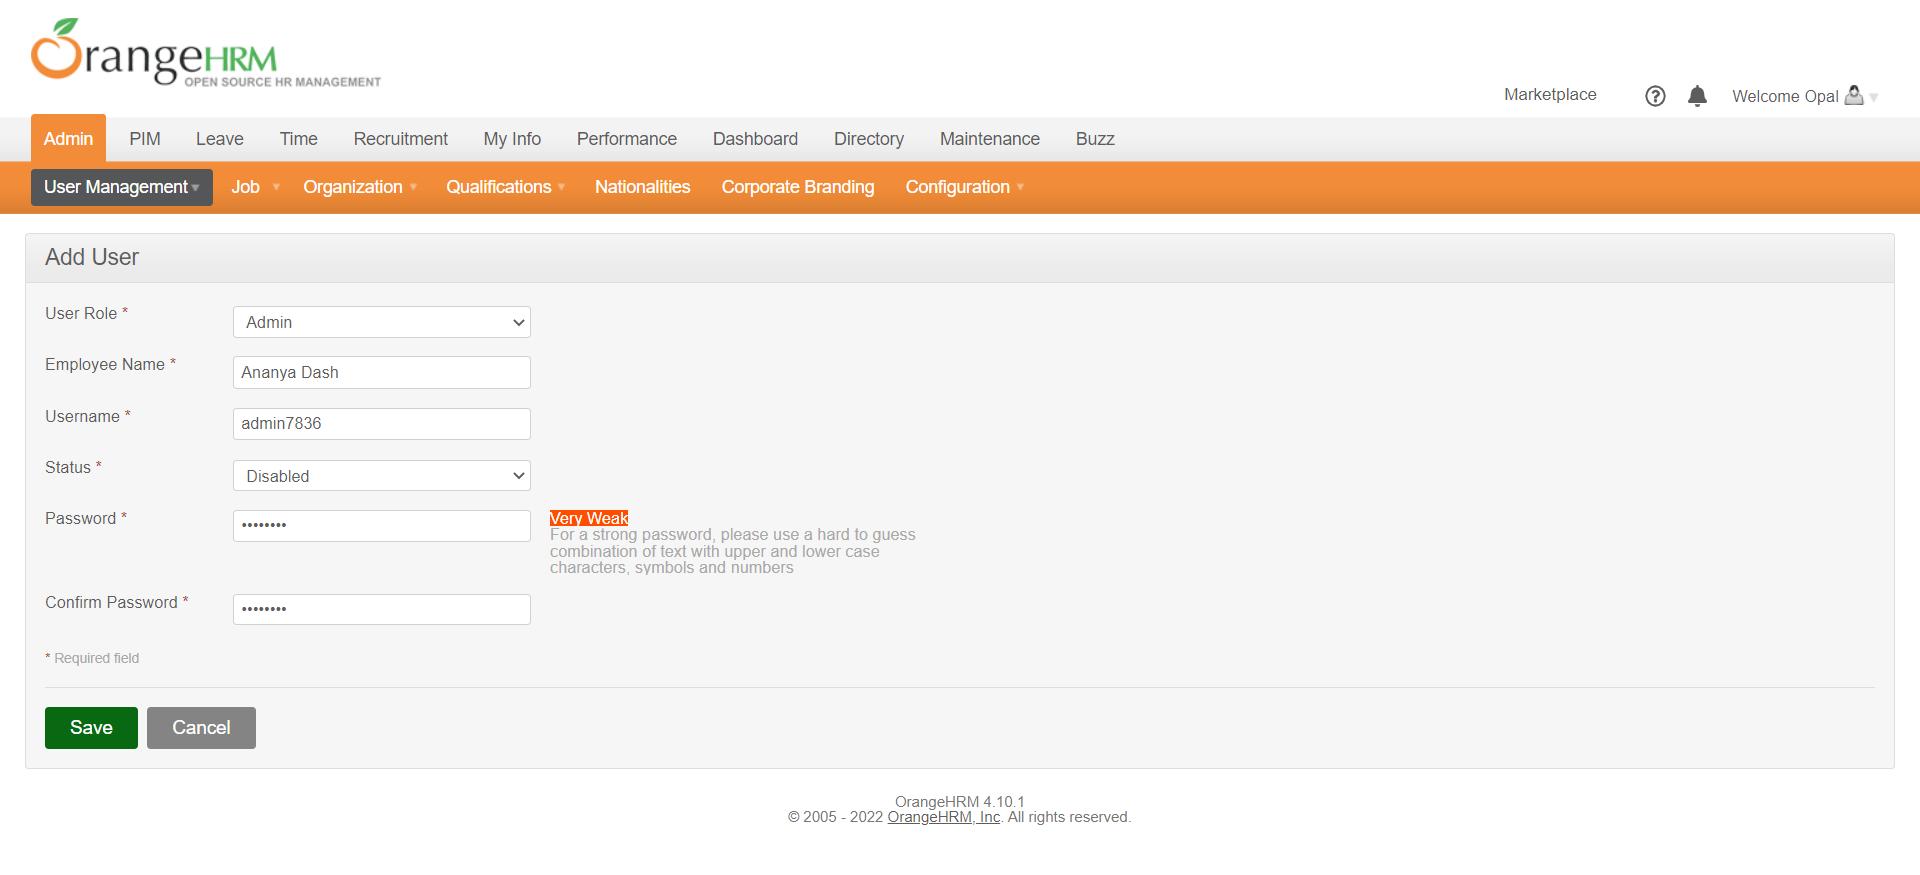 OrangeHRM
OPEN SOURCE HR MANAGEMENT
Marketplace
Welcome Opal
Admin PIM Leave Time Recruitment My Info Performance Dashboard Directory Maintenance Buzz
User Management Job Organization Qualifications Nationalities Corporate Branding Configuration
Add User
User Role *
Admin
Employee Name *
Ananya Dash
Username *
admin7836
Status *
Disabled
Password *
••••••••
Very Weak
For a strong password, please use a hard to guess
combination of text with upper and lower case
characters, symbols and numbers
Confirm Password *
••••••••
* Required field
Save Cancel
OrangeHRM 4.10.1
© 2005 - 2022 OrangeHRM, Inc. All rights reserved.